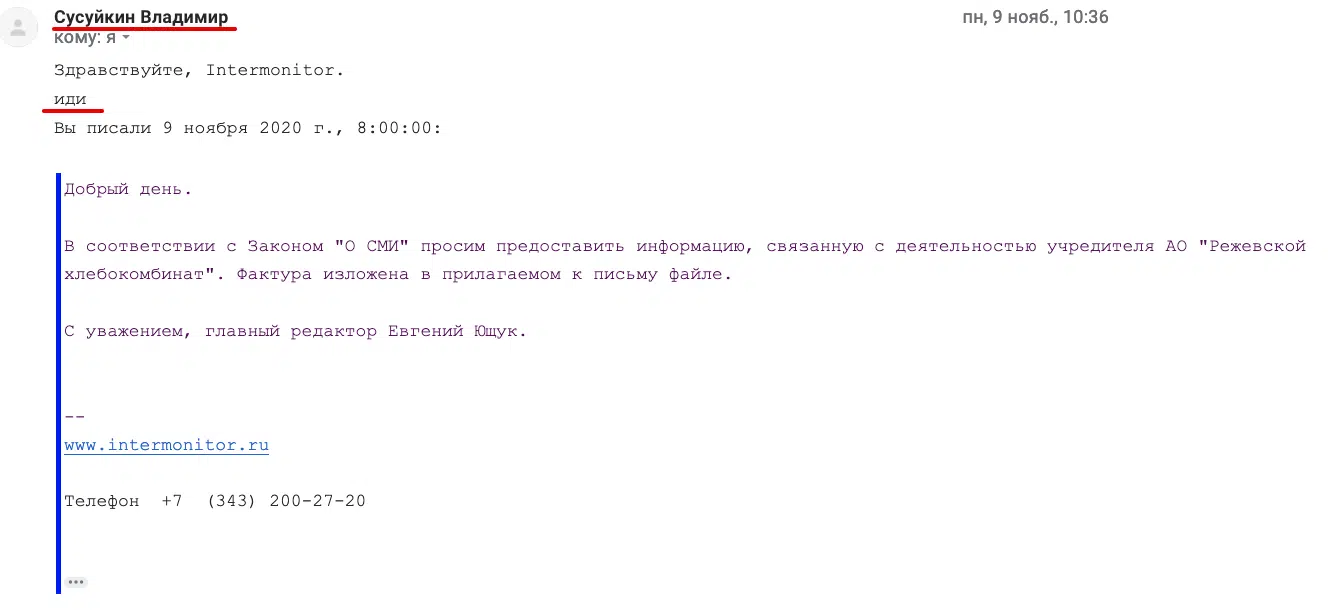 Сусуйкин Владимир
пн, 9 нояб., 10:36
кому: я
Здравствуйте, Intermonitor.
иди
Вы писали 9 ноября 2020 г., 8:00:00:
Добрый день.
В соответствии с Законом "О СМИ" просим предоставить информацию, связанную с деятельностью учредителя АО "Режевской
хлебокомбинат". Фактура изложена в прилагаемом к письму файле.
С уважением, главный редактор Евгений Ющук.
--
www.intermonitor.ru
Телефон +7 (343) 200-27-20